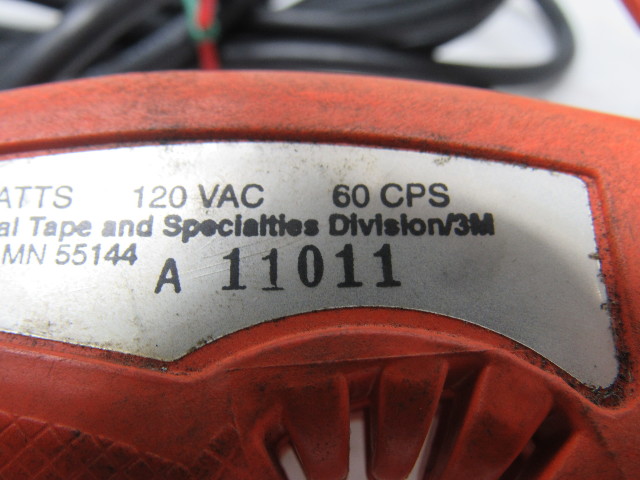 ATTS 120 VAC 60 CPS
al Tape and Specialties Division/3M
MN 55144
A 11011